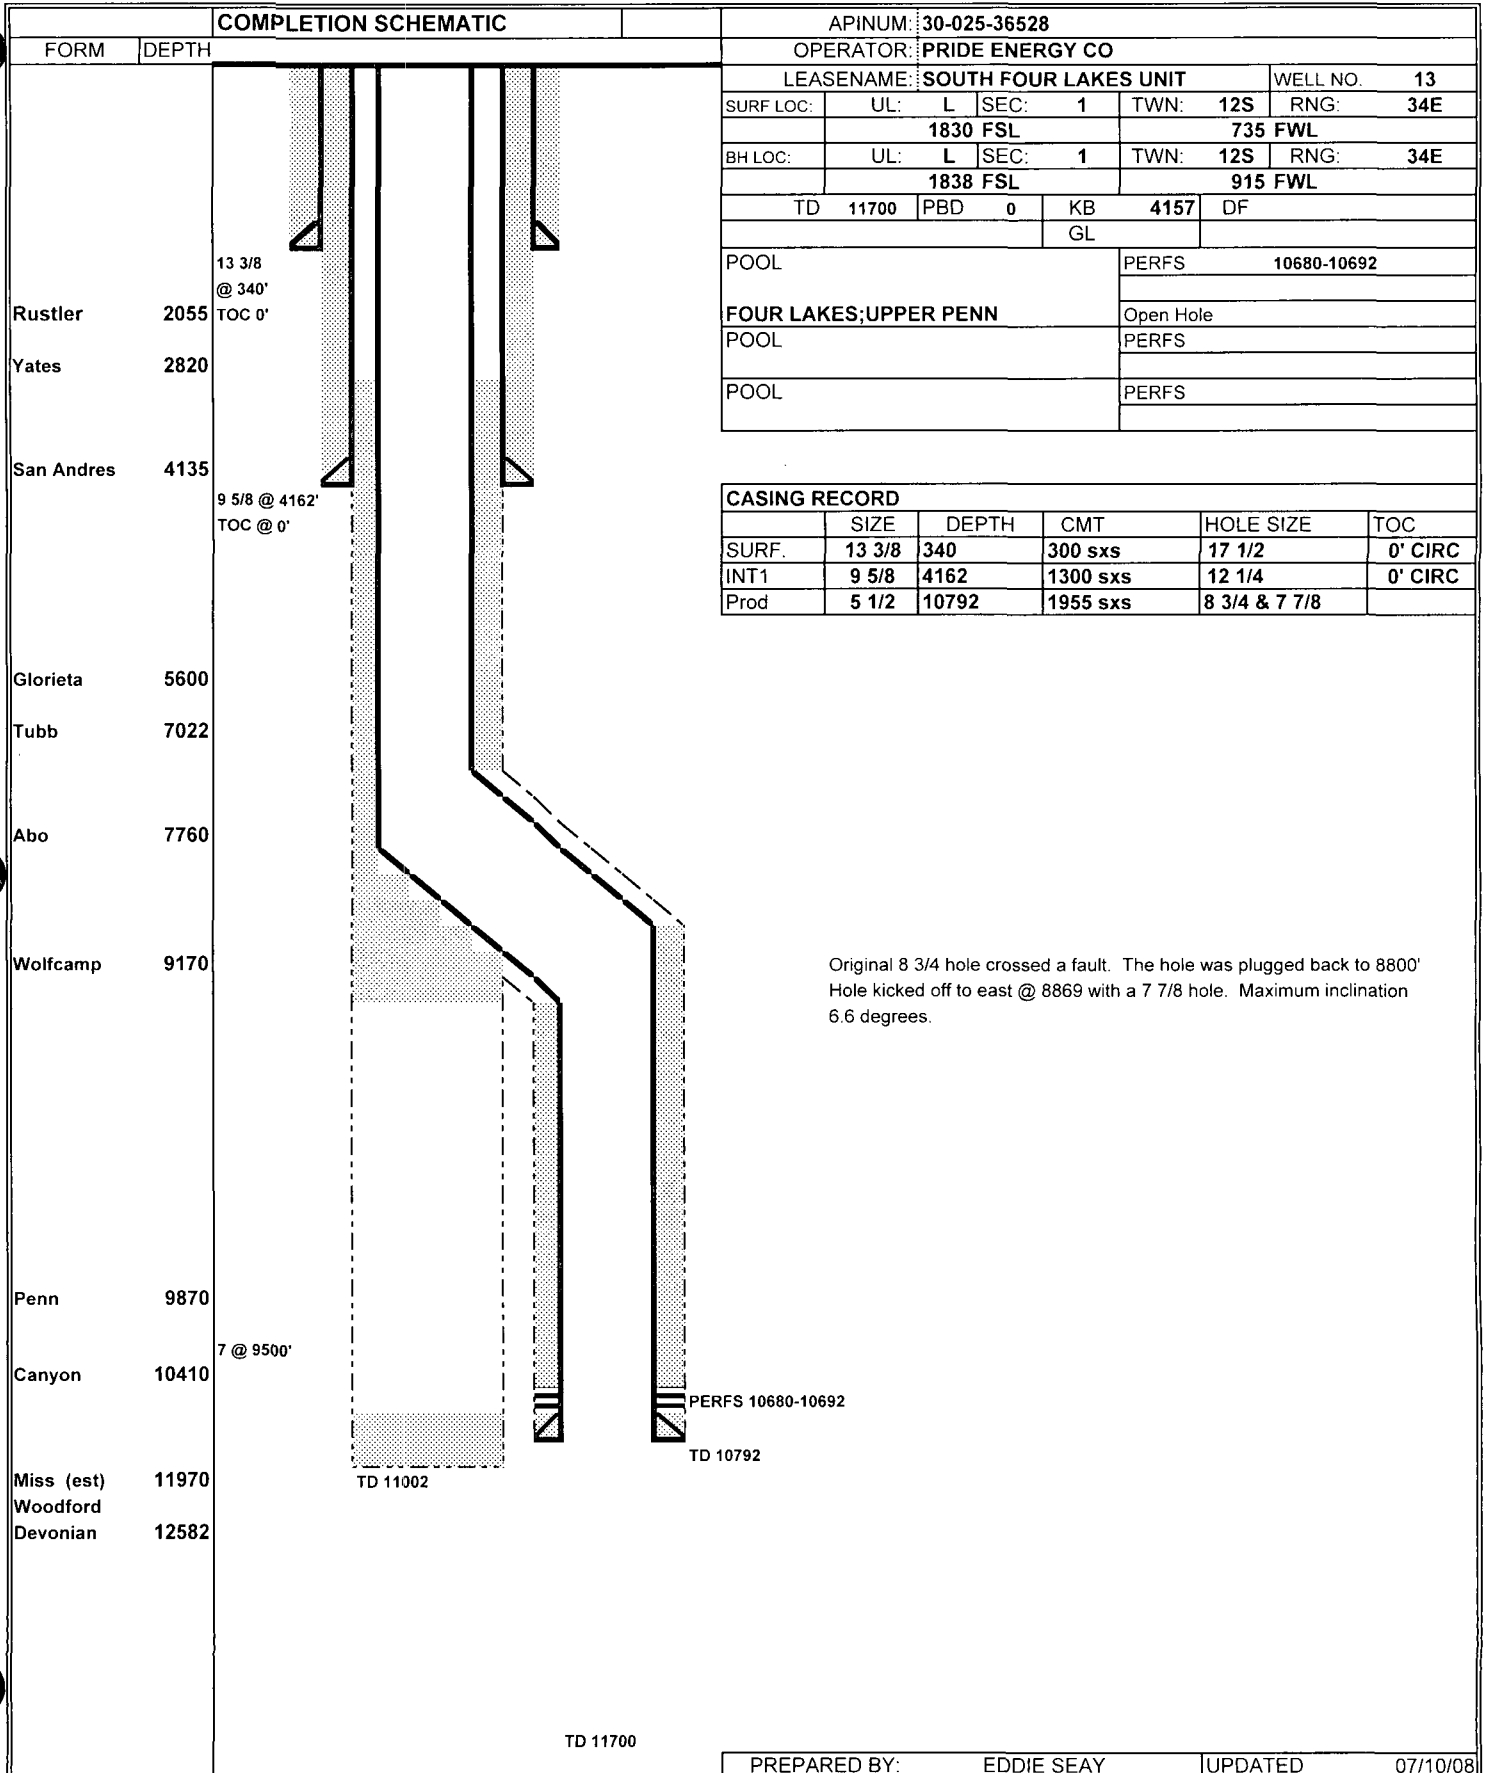 COMPLETION SCHEMATIC
FORM DEPTH
APINUM: 30-025-36528
OPERATOR: PRIDE ENERGY CO
LEASENAME: SOUTH FOUR LAKES UNIT WELL NO. 13
SURF LOC: UL: L SEC: 1 TWN: 12S RNG: 34E
1830 FSL 735 FWL
BH LOC: UL: L SEC: 1 TWN: 12S RNG: 34E
1838 FSL 915 FWL
TD 11700 PBD 0 KB 4157 DF
GL
POOL PERFS 10680-10692
FOUR LAKES;UPPER PENN Open Hole
POOL PERFS
POOL PERFS
13 3/8
@ 340'
Rustler 2055 TOC 0'
Yates 2820
San Andres 4135
9 5/8 @ 4162'
TOC @ 0'
CASING RECORD
SIZE DEPTH CMT HOLE SIZE TOC
SURF. 13 3/8 340 300 sxs 17 1/2 0' CIRC
INT1 9 5/8 4162 1300 sxs 12 1/4 0' CIRC
Prod 5 1/2 10792 1955 sxs 8 3/4 & 7 7/8
Glorieta 5600
Tubb 7022
Abo 7760
Wolfcamp 9170
Original 8 3/4 hole crossed a fault. The hole was plugged back to 8800'
Hole kicked off to east @ 8869 with a 7 7/8 hole. Maximum inclination
6.6 degrees.
Penn 9870
7 @ 9500'
Canyon 10410
PERFS 10680-10692
TD 10792
Miss (est) 11970
TD 11002
Woodford
Devonian 12582
TD 11700
PREPARED BY: EDDIE SEAY UPDATED 07/10/08